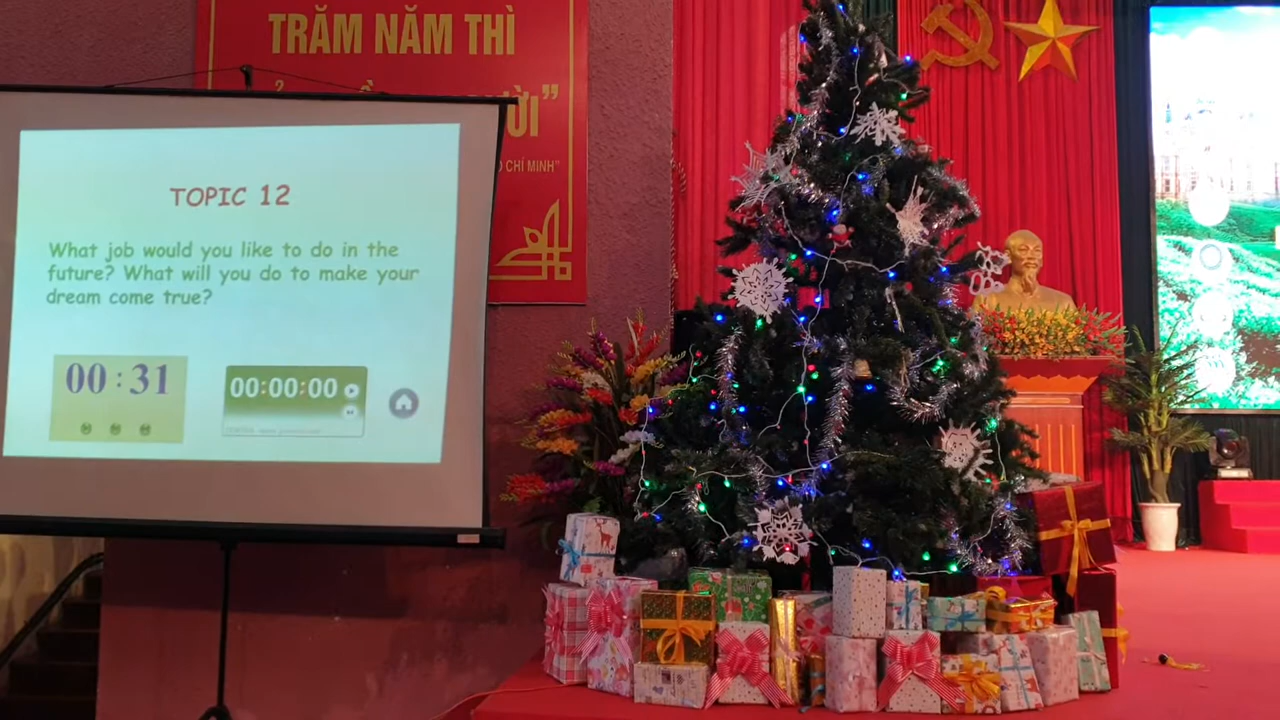 TRĂM NĂM THÌ
ỜI”
Ồ CHÍ MINH"
TOPIC 12
What job would you like to do in the
future? What will you do to make your
dream come true?
00:31
00:00:00